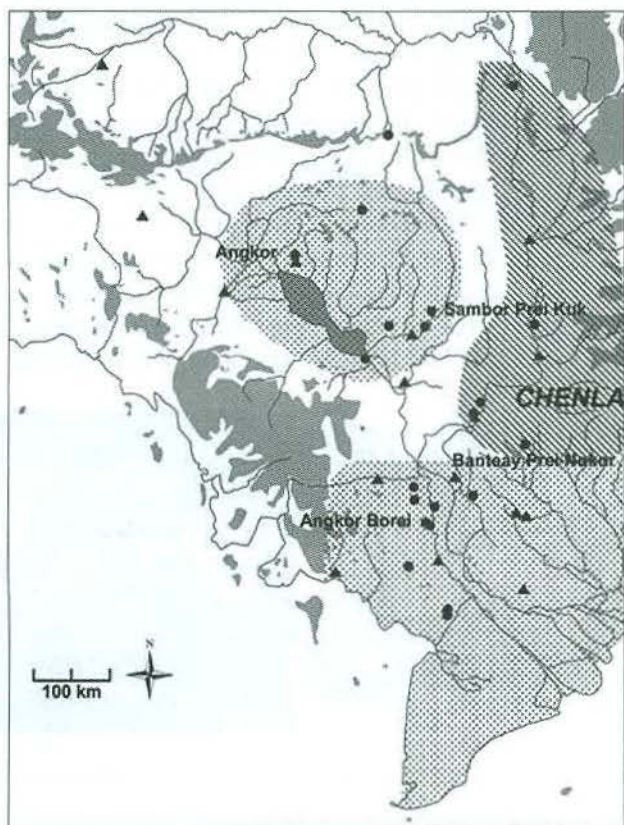 Angkor
Sambor Prei Kuk
CHENLA
Banteay Prei Nokor
Angkor Borei
N
100 km